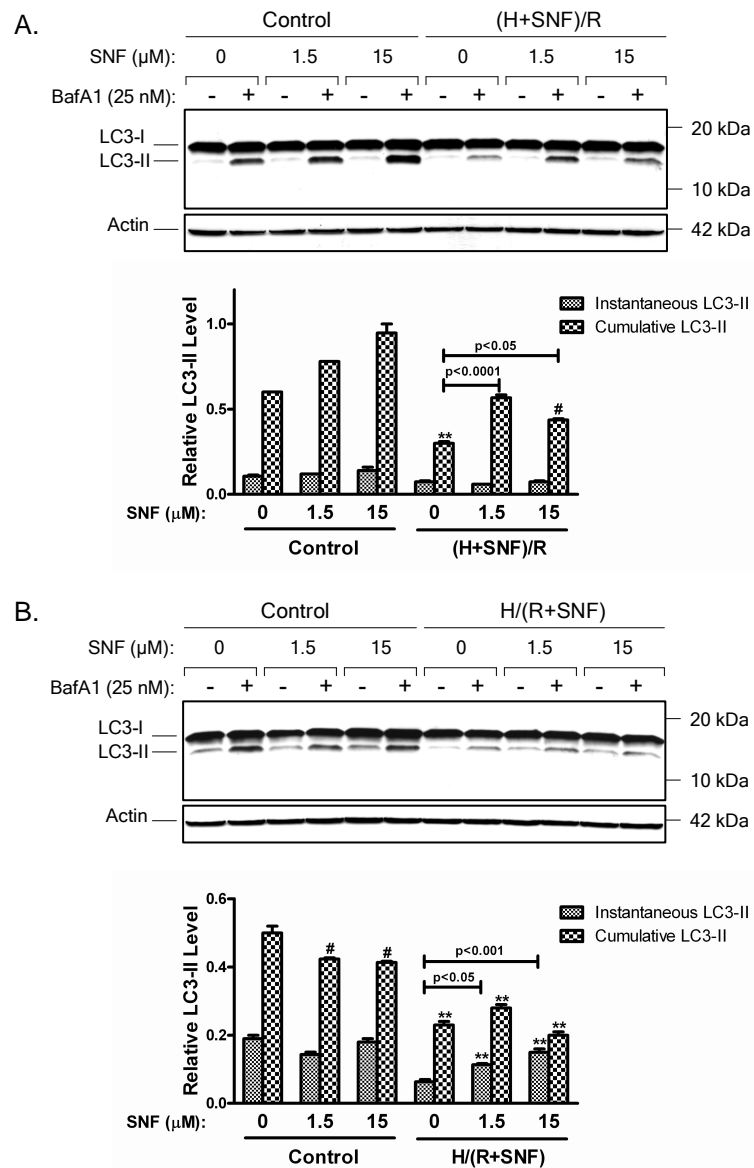 A.
Control (H+SNF)/R
SNF (µM): 0 1.5 15 0 1.5 15
BafA1 (25 nM): - + - + - + - + - + - +
LC3-I
LC3-II
20 kDa
10 kDa
Actin
42 kDa
Relative LC3-II Level
1.0
0.5
0.0
Instantaneous LC3-II
Cumulative LC3-II
p<0.05
p<0.0001
** #
SNF (µM): 0 1.5 15 0 1.5 15
Control (H+SNF)/R
B.
Control H/(R+SNF)
SNF (µM): 0 1.5 15 0 1.5 15
BafA1 (25 nM): - + - + - + - + - + - +
LC3-I
LC3-II
20 kDa
10 kDa
Actin
42 kDa
Relative LC3-II Level
0.6
0.4
0.2
0.0
Instantaneous LC3-II
Cumulative LC3-II
p<0.001
p<0.05
# # ** ** ** ** **
SNF (µM): 0 1.5 15 0 1.5 15
Control H/(R+SNF)